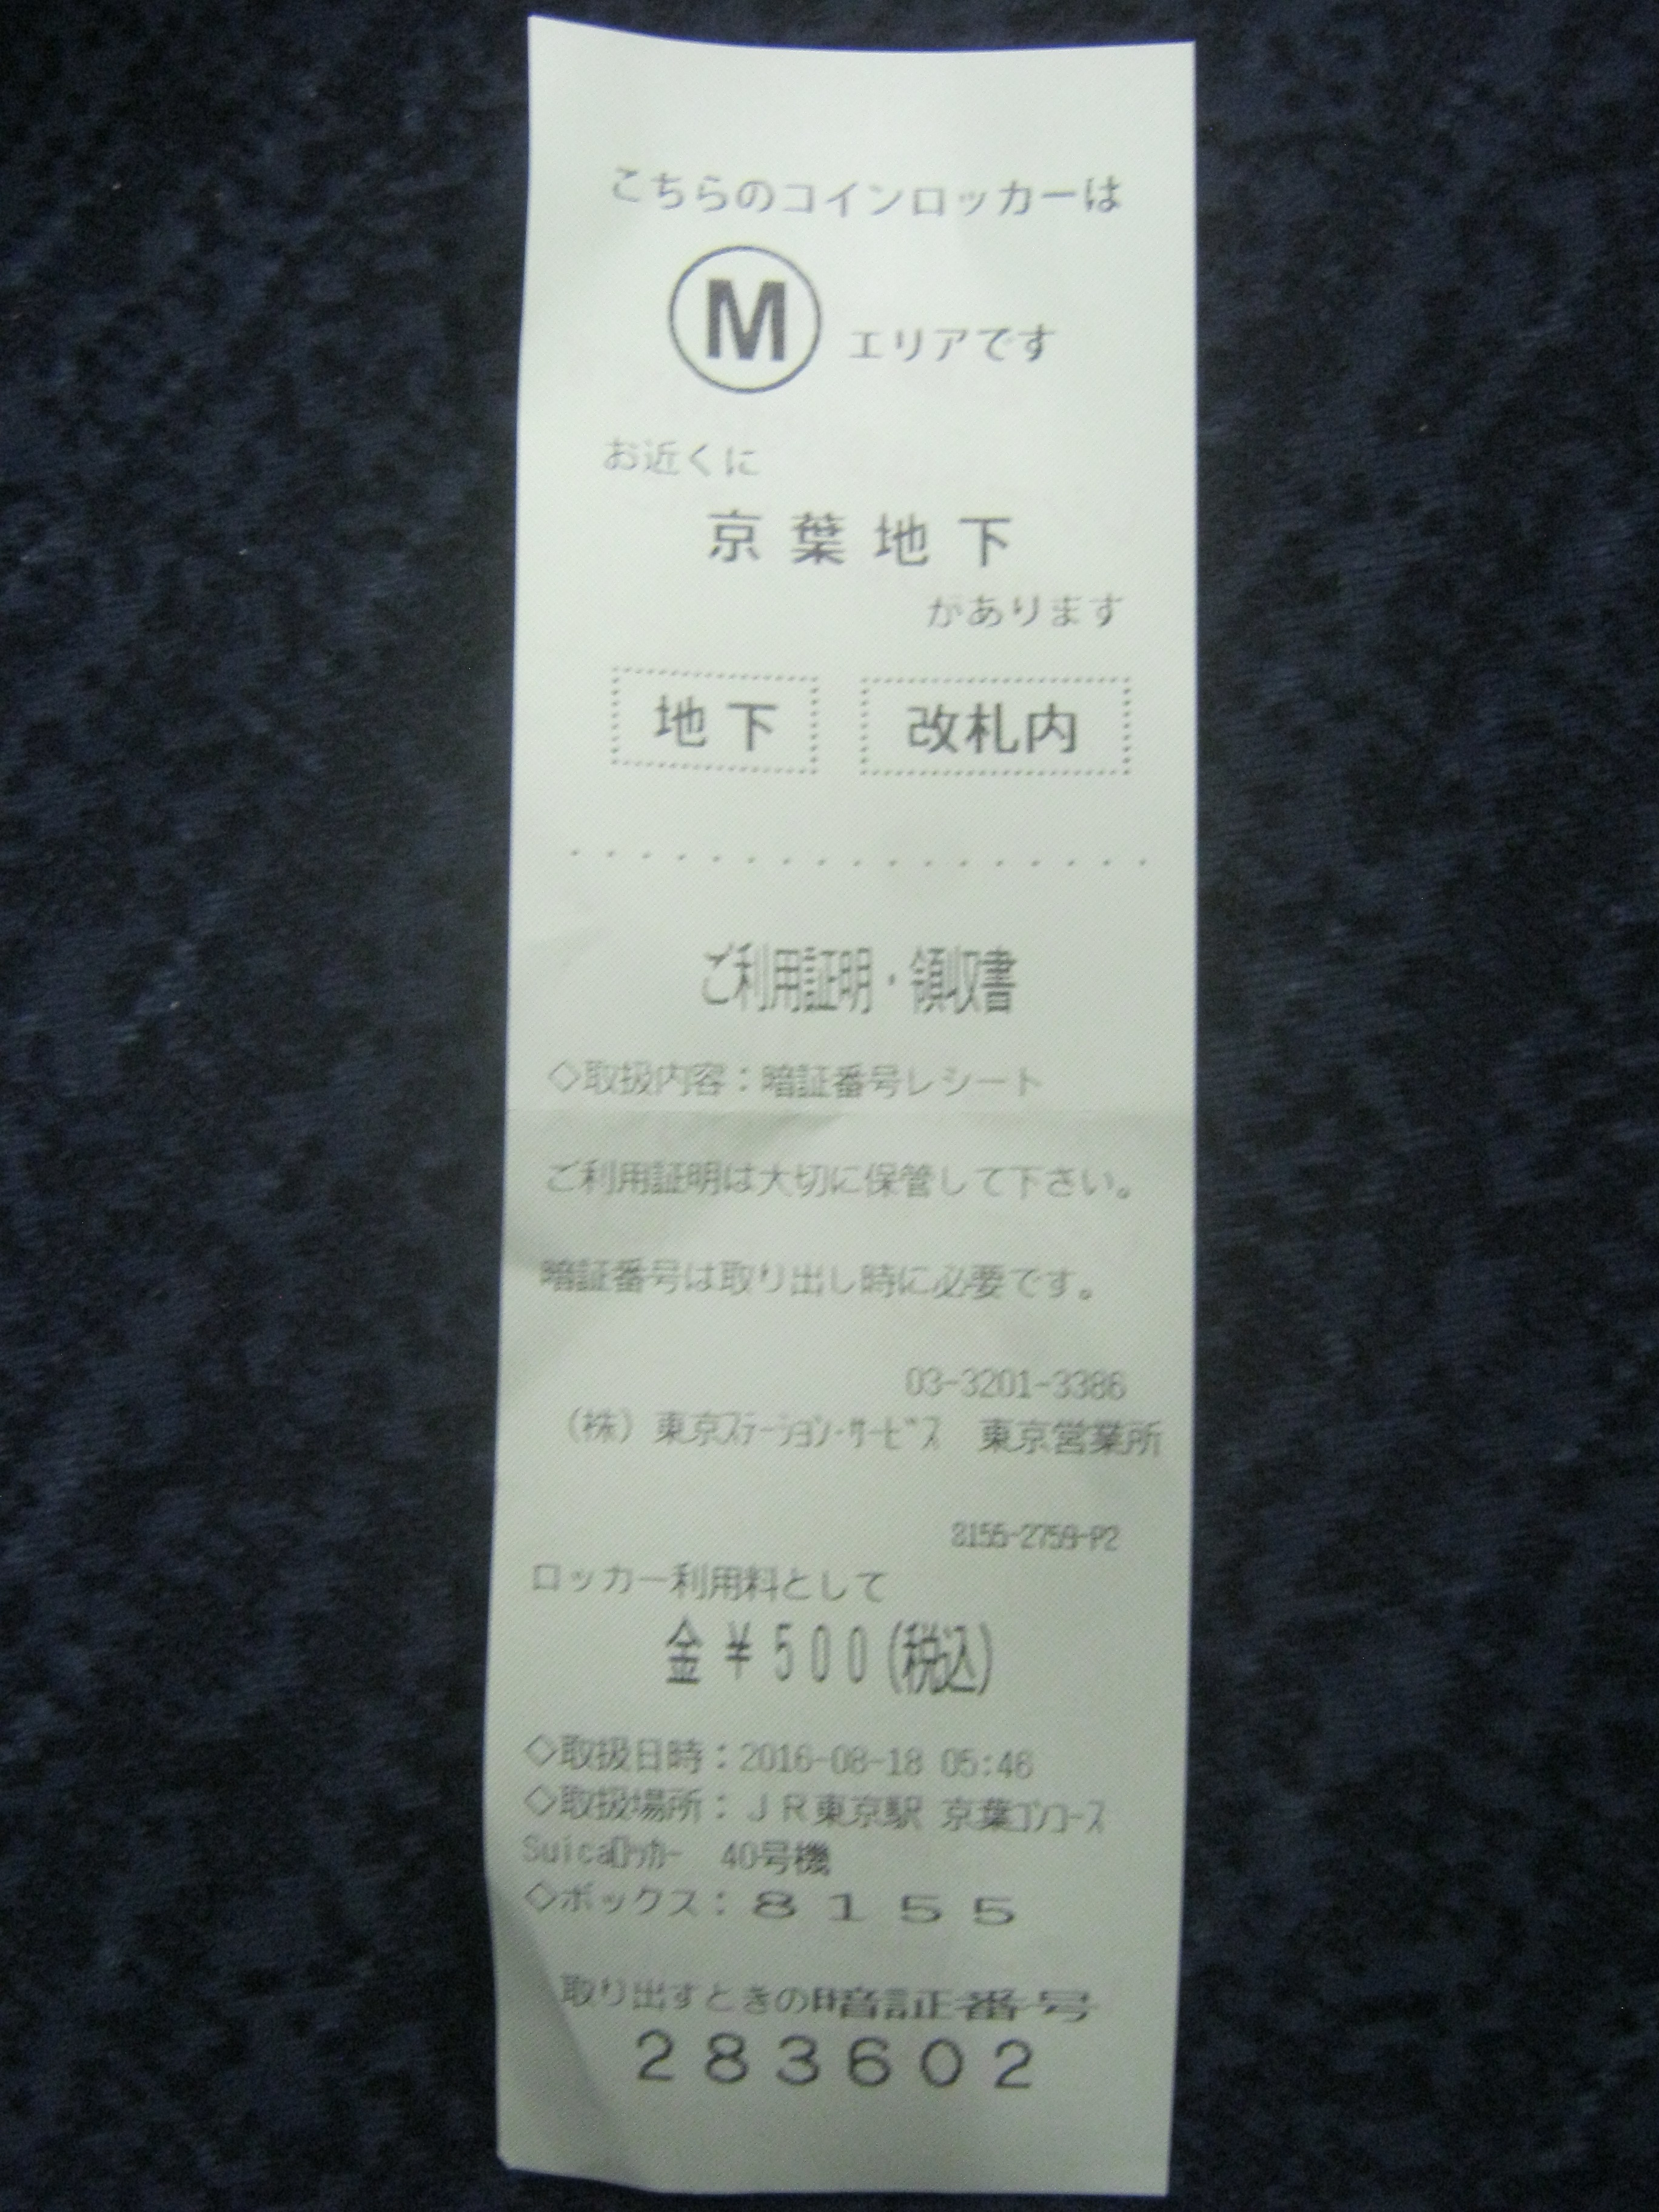 こちらのコインロッカーは
M エリアです
お近くに
京葉地下
があります
地下 改札内
ご利用証明・領収書
◇取扱内容:暗証番号レシート
ご利用証明は大切に保管して下さい。
暗証番号は取り出し時に必要です。
03-3201-3386
(株)東京ｽﾃｰｼｮﾝ･ｻｰﾋﾞｽ 東京営業所
8155-2759-P2
ロッカー利用料として
金¥500(税込)
◇取扱日時:2016-08-18 05:46
◇取扱場所:JR東京駅 京葉ｺﾝｺｰｽ
Suicaﾛｯｶｰ 40号機
◇ボックス:8155
取り出すときの暗証番号
283602